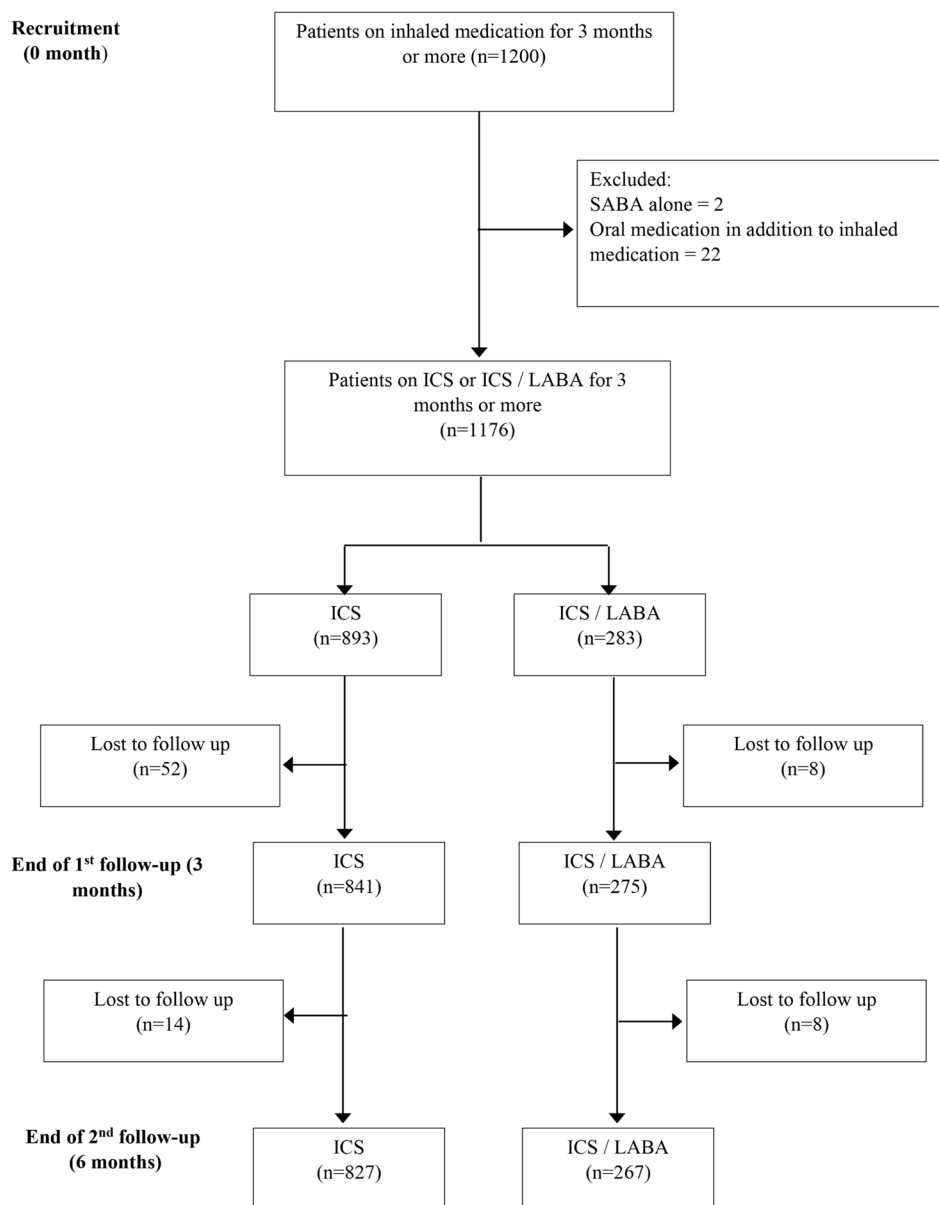 Recruitment
(0 month)
Patients on inhaled medication for 3 months
or more (n=1200)
Excluded:
SABA alone = 2
Oral medication in addition to inhaled
medication = 22
Patients on ICS or ICS / LABA for 3
months or more
(n=1176)
ICS
(n=893)
ICS / LABA
(n=283)
Lost to follow up
(n=52)
Lost to follow up
(n=8)
End of 1st follow-up (3
months)
ICS
(n=841)
ICS / LABA
(n=275)
Lost to follow up
(n=14)
Lost to follow up
(n=8)
End of 2nd follow-up
(6 months)
ICS
(n=827)
ICS / LABA
(n=267)